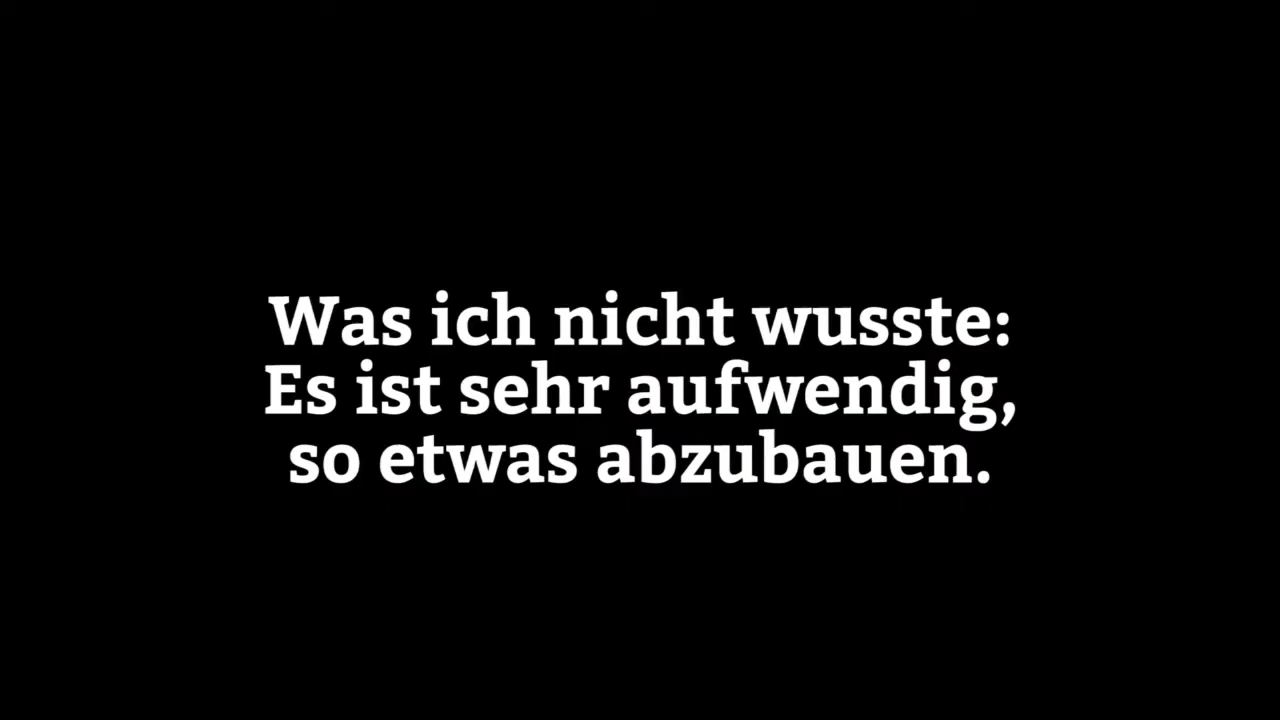 Was ich nicht wusste:
Es ist sehr aufwendig,
so etwas abzubauen.